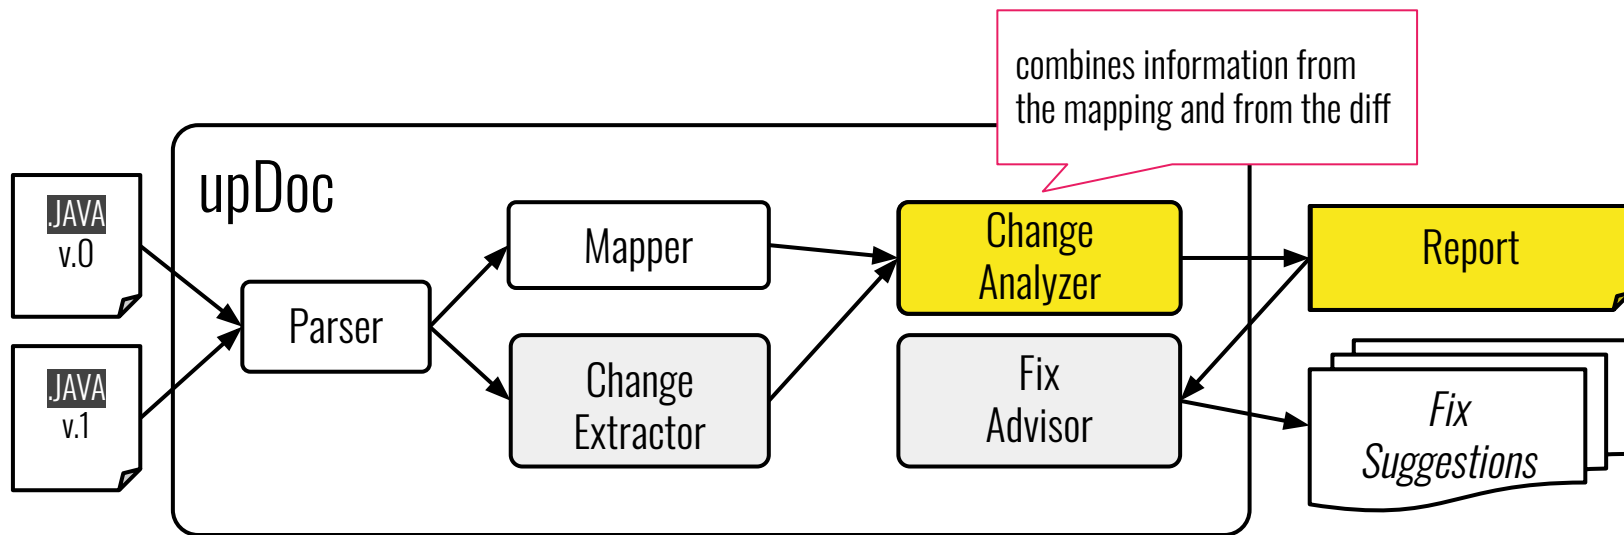 combines information from
the mapping and from the diff
upDoc
.JAVA
v.0
.JAVA
v.1
Parser
Mapper
Change
Extractor
Change
Analyzer
Fix
Advisor
Report
Fix
Suggestions